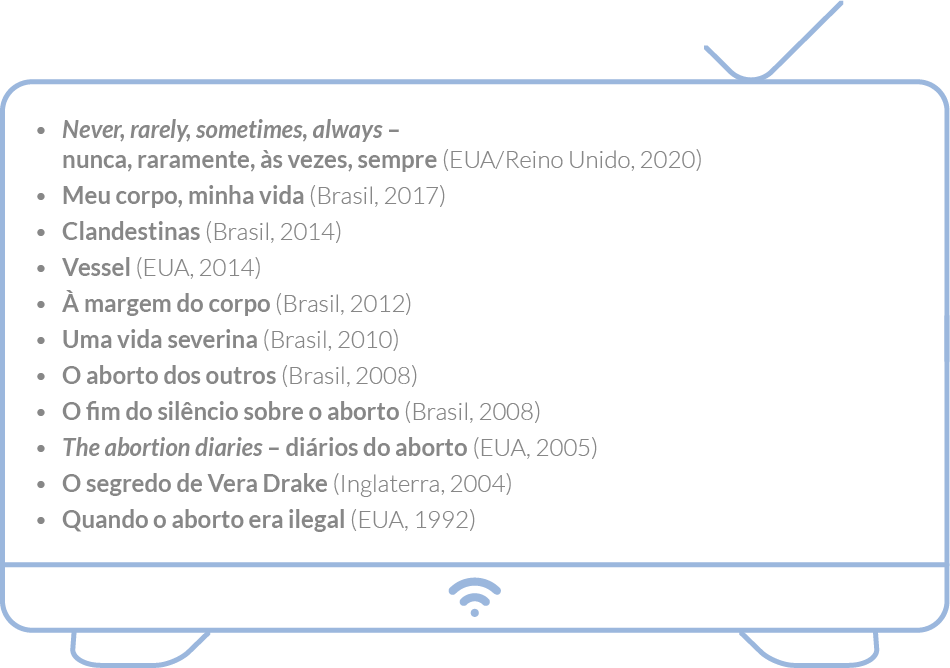 • Never, rarely, sometimes, always –
nunca, raramente, às vezes, sempre (EUA/Reino Unido, 2020)
• Meu corpo, minha vida (Brasil, 2017)
• Clandestinas (Brasil, 2014)
• Vessel (EUA, 2014)
• À margem do corpo (Brasil, 2012)
• Uma vida severina (Brasil, 2010)
• O aborto dos outros (Brasil, 2008)
• O fim do silêncio sobre o aborto (Brasil, 2008)
• The abortion diaries – diários do aborto (EUA, 2005)
• O segredo de Vera Drake (Inglaterra, 2004)
• Quando o aborto era ilegal (EUA, 1992)